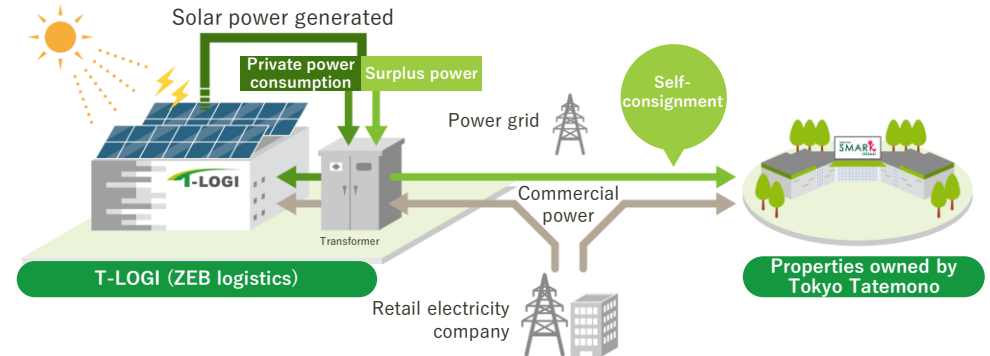 Solar power generated
Private power
consumption
Surplus power
Self-
consignment
Power grid
T-LOGI
SMARK
Commercial
power
Transformer
T-LOGI (ZEB logistics)
Properties owned by
Tokyo Tatemono
Retail electricity
company